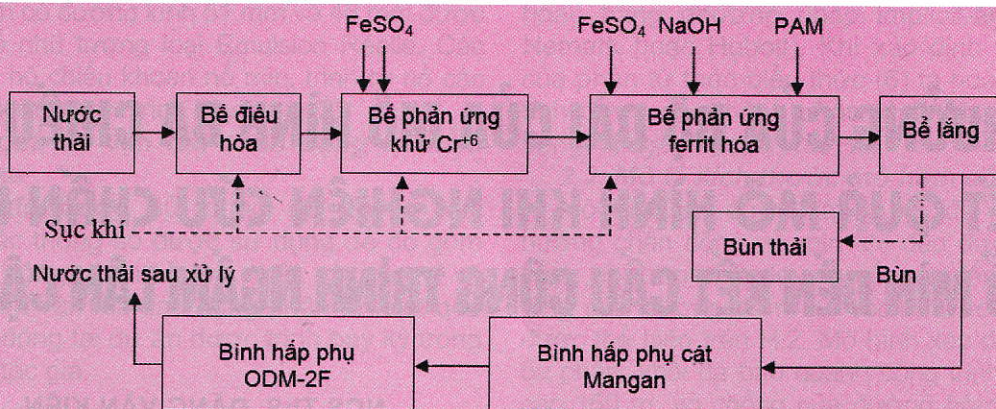 FeSO₄
FeSO₄ NaOH PAM
Nước thải
Bể điều hòa
Bể phản ứng khử Cr⁺⁶
Bể phản ứng ferrit hóa
Bể lắng
Sục khí
Bùn thải
Bùn
Nước thải sau xử lý
Bình hấp phụ ODM-2F
Bình hấp phụ cát Mangan